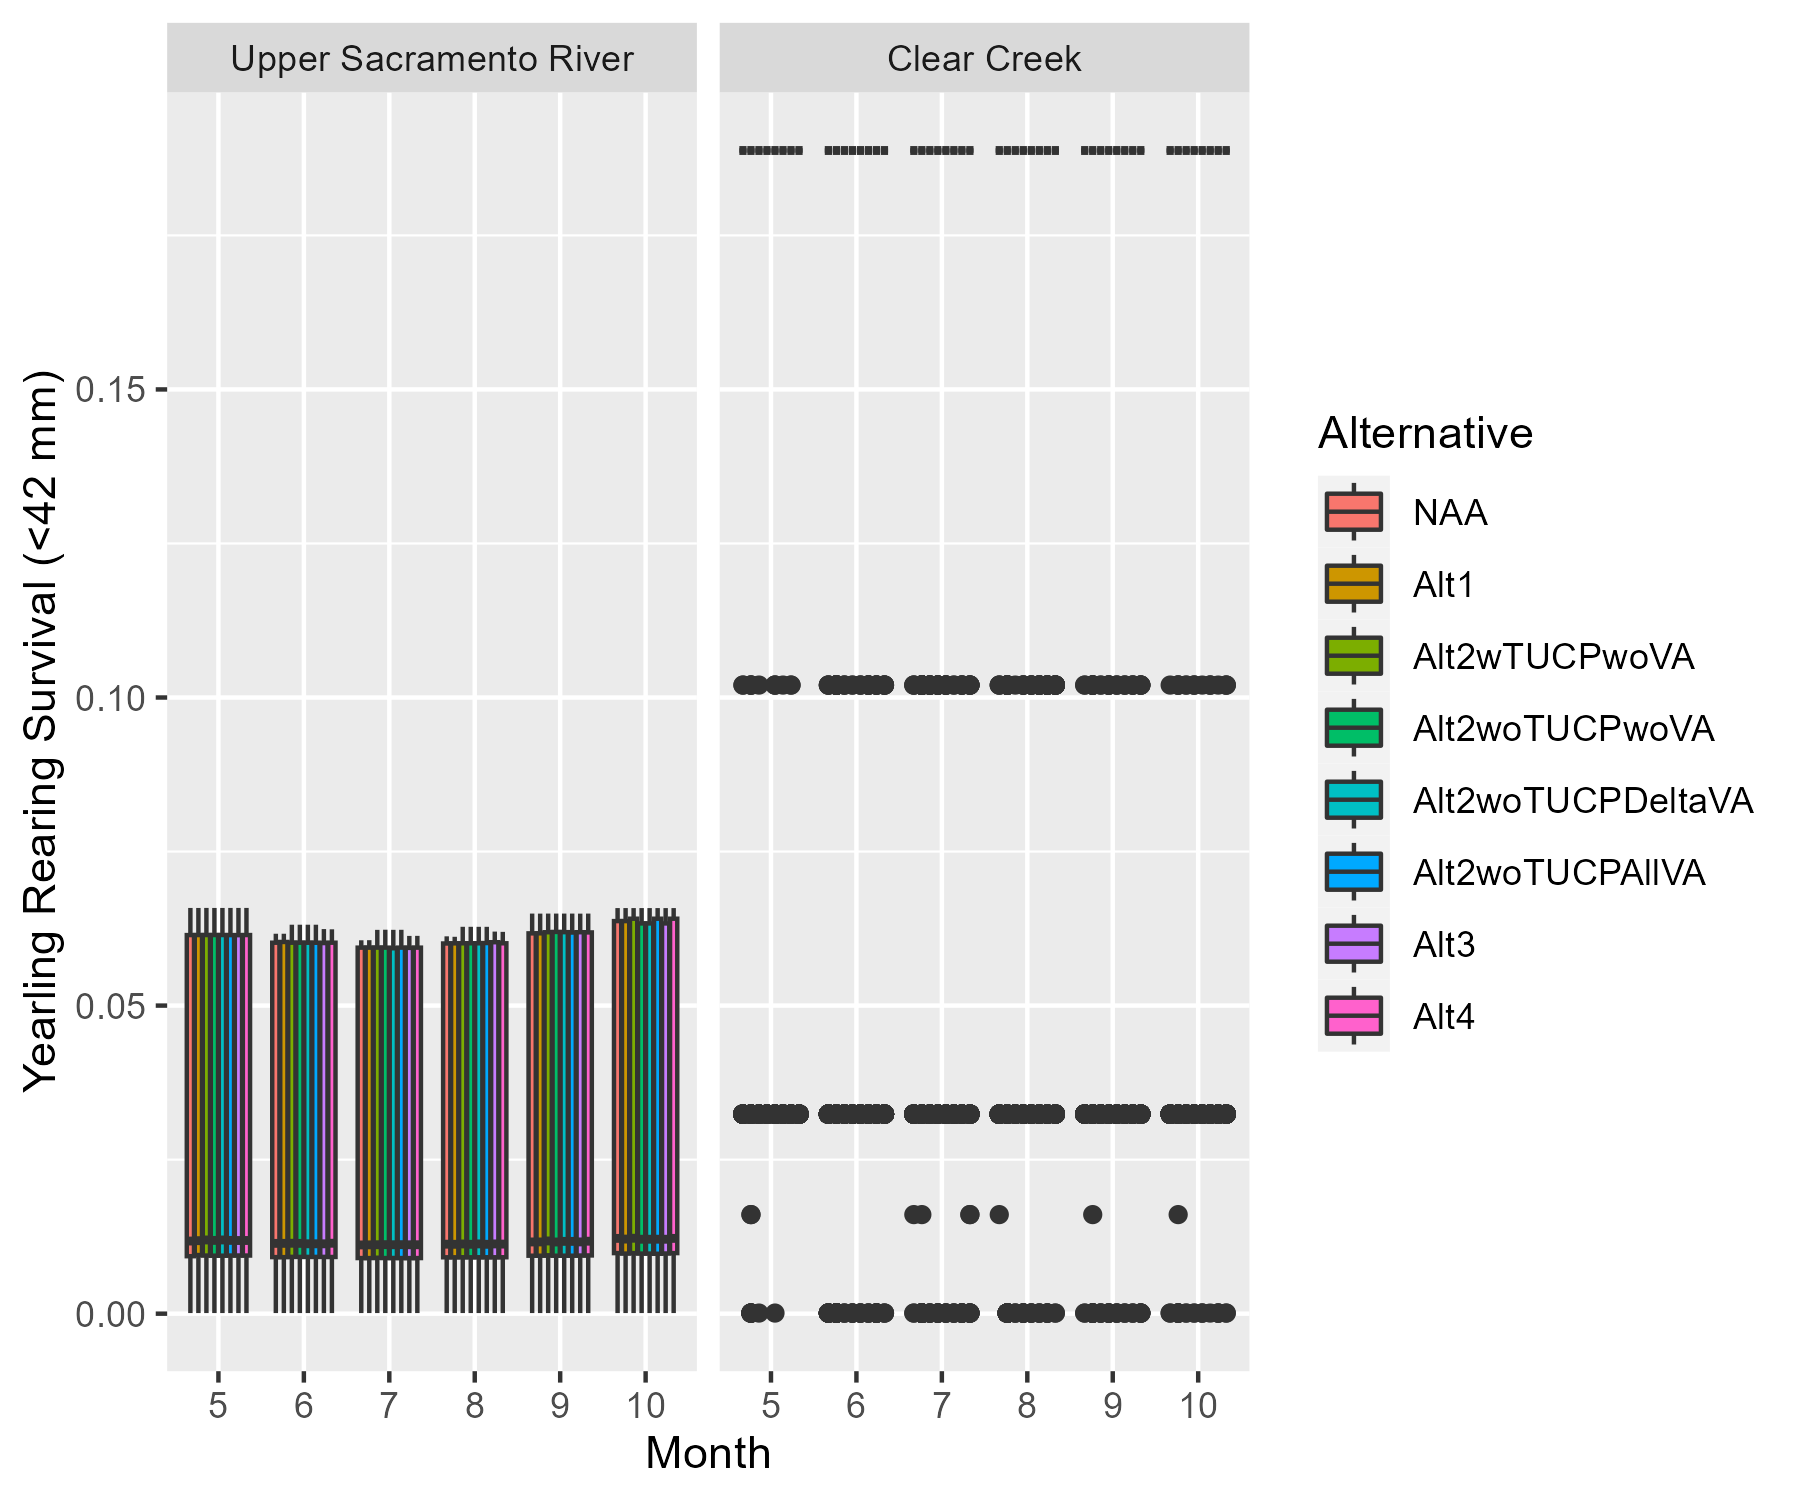 Upper Sacramento River
Clear Creek
Yearling Rearing Survival (<42 mm)
0.15
0.10
0.05
0.00
5 6 7 8 9 10
5 6 7 8 9 10
Month
Alternative
NAA
Alt1
Alt2wTUCPwoVA
Alt2woTUCPwoVA
Alt2woTUCPDeltaVA
Alt2woTUCPAllVA
Alt3
Alt4